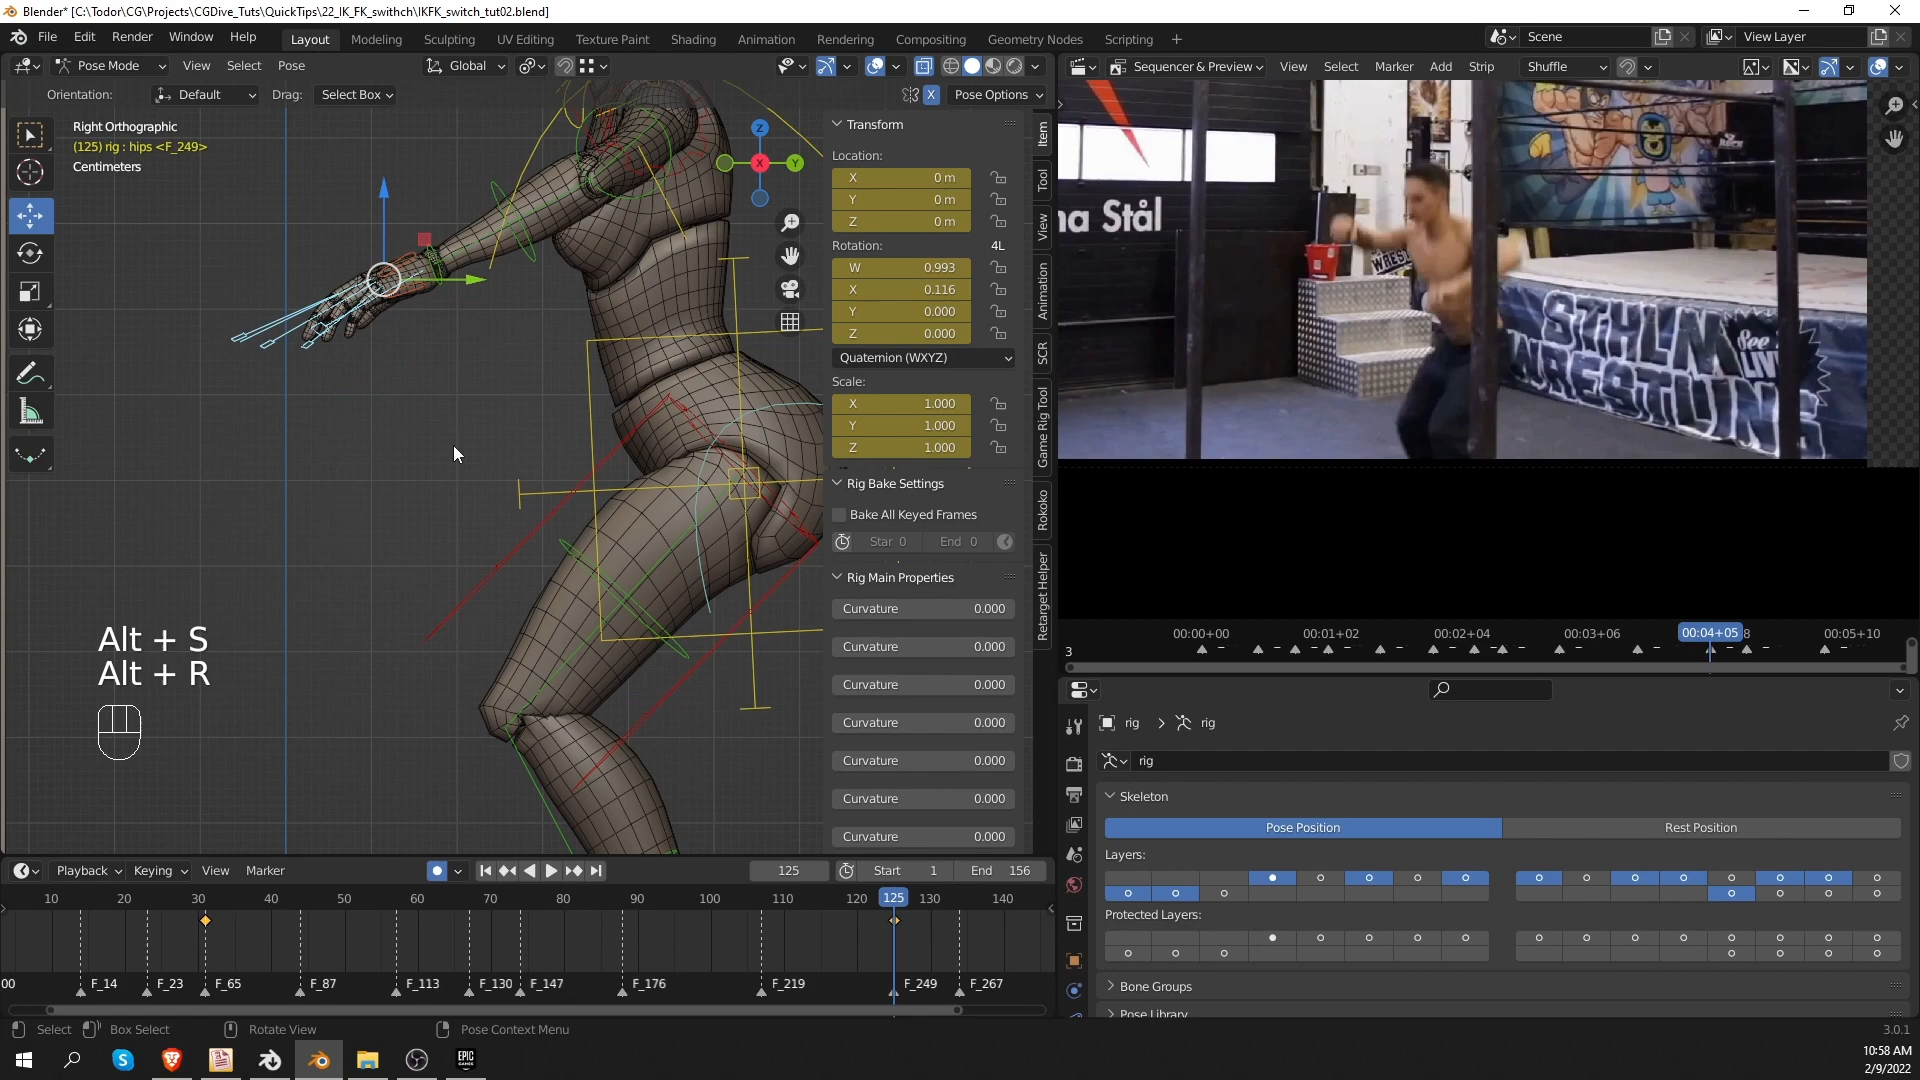 Blender* [C:\Todor\CG\Projects\CGDive_Tuts\QuickTips\22_IK_FK_swithch\IKFK_switch_tut02.blend]
File Edit Render Window Help Layout Modeling Sculpting UV Editing Texture Paint Shading Animation Rendering Compositing Geometry Nodes Scripting + Scene View Layer
Pose Mode View Select Pose Global Sequencer & Preview View Select Marker Add Strip Shuffle
Orientation: Default Drag: Select Box X Pose Options
Right Orthographic
(125) rig : hips <F_249>
Centimeters
Z
X
Y
Transform
Location:
X 0 m
Y 0 m
Z 0 m
Rotation: 4L
W 0.993
X 0.116
Y 0.000
Z 0.000
Quaternion (WXYZ)
Scale:
X 1.000
Y 1.000
Z 1.000
Rig Bake Settings
Bake All Keyed Frames
Star 0 End 0
Rig Main Properties
Curvature 0.000
Curvature 0.000
Curvature 0.000
Curvature 0.000
Curvature 0.000
Curvature 0.000
Curvature 0.000
Item
Tool
View
Animation
SCR
Game Rig Tool
Rokoko
Retarget Helper
Alt + S
Alt + R
na Stål
WREST
STHLM
WRESTLING
See
LIV
00:00+00 00:01+02 00:02+04 00:03+06 00:04+05 8 00:05+10
3
rig > rig
rig
Skeleton
Pose Position Rest Position
Layers:
Protected Layers:
Bone Groups
Pose Library
Playback Keying View Marker 125 Start 1 End 156
10 20 30 40 50 60 70 80 90 100 110 120 125 130 140
00 F_14 F_23 F_65 F_87 F_113 F_130 F_147 F_176 F_219 F_249 F_267
Select Box Select Rotate View Pose Context Menu 3.0.1
EPIC
GAMES
10:58 AM
2/9/2022